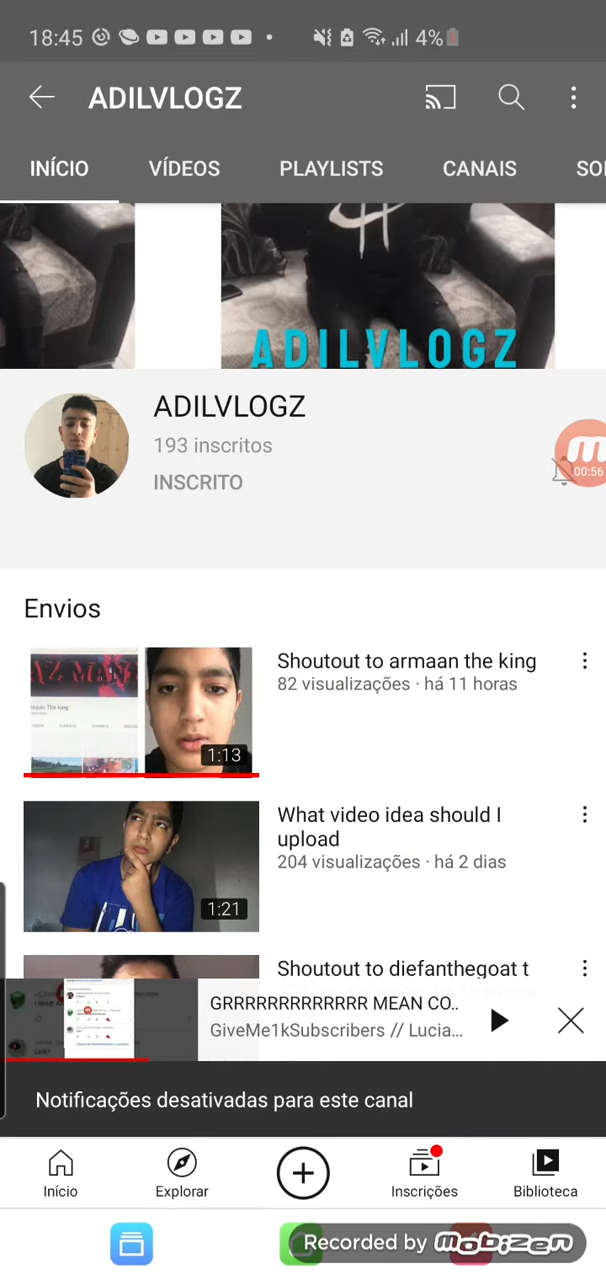 18:45
4%
ADILVLOGZ
INÍCIO VÍDEOS PLAYLISTS CANAIS
ADILVLOGZ
ADILVLOGZ
193 inscritos
INSCRITO
00:56
Envios
Shoutout to armaan the king
82 visualizações · há 11 horas
1:13
What video idea should I
upload
204 visualizações · há 2 dias
1:21
Shoutout to diefanthegoat t
GRRRRRRRRRRRRR MEAN CO..
GiveMe1kSubscribers // Lucia...
Notificações desativadas para este canal
Início Explorar Inscrições Biblioteca
Recorded by mobizen